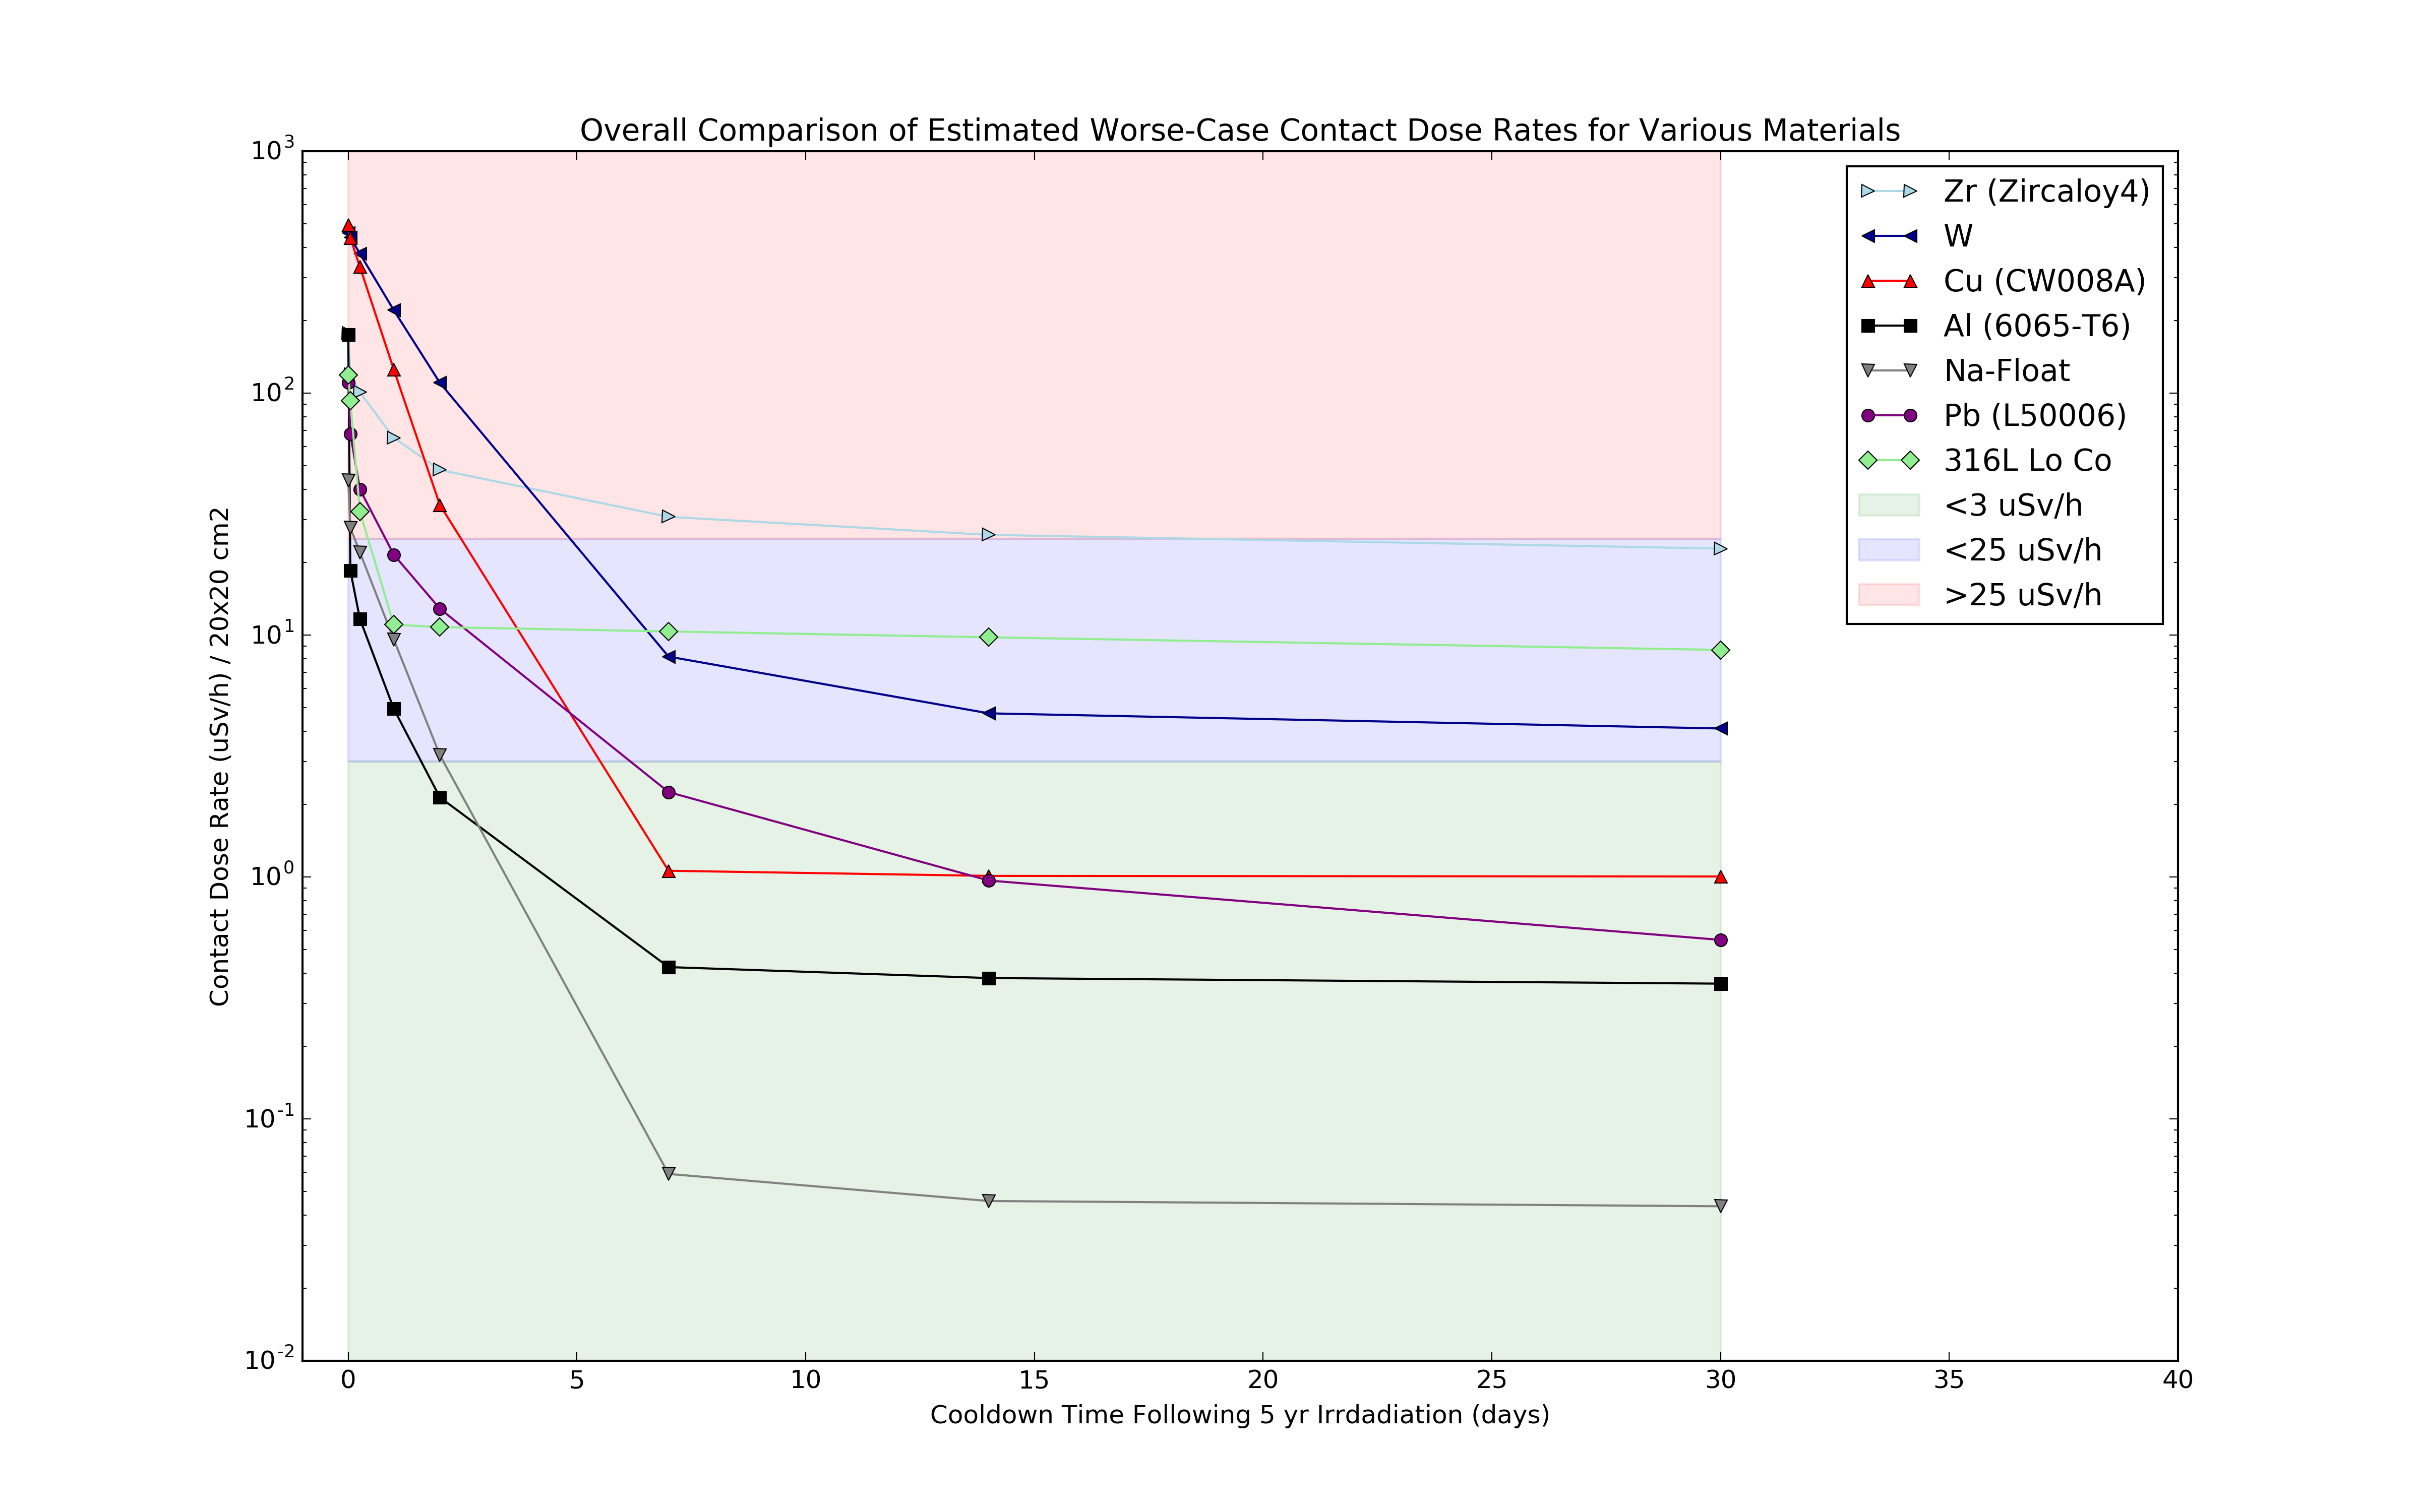 Overall Comparison of Estimated Worse-Case Contact Dose Rates for Various Materials
10^3
10^2
10^1
10^0
10^-1
10^-2
Contact Dose Rate (uSv/h) / 20x20 cm2
Zr (Zircaloy4)
W
Cu (CW008A)
Al (6065-T6)
Na-Float
Pb (L50006)
316L Lo Co
<3 uSv/h
<25 uSv/h
>25 uSv/h
0 5 10 15 20 25 30 35 40
Cooldown Time Following 5 yr Irrdadiation (days)